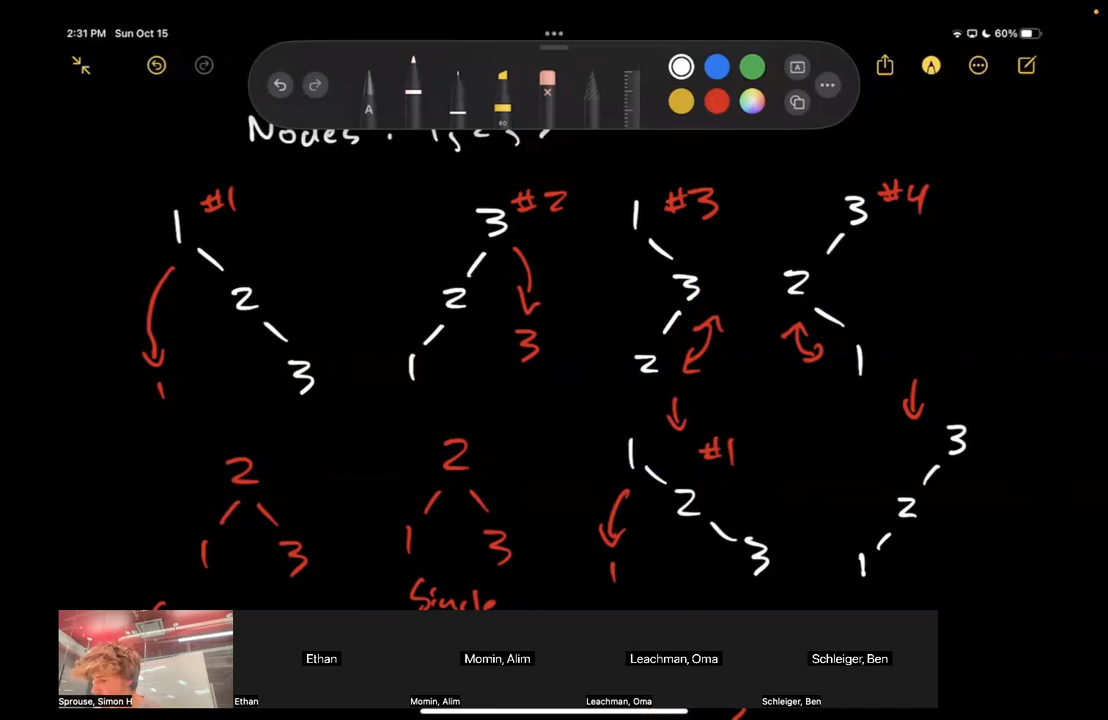 2:31 PM Sun Oct 15
60%
A
80
A
Nodes:
1 #1
2
3
1
3 #2
2
1
3
1 #3
3
2
3 #4
2
1
2
1 3
2
1 3
Single
1 #1
2
3
1
3
2
1
Ethan
Momin, Alim
Leachman, Oma
Schleiger, Ben
Sprouse, Simon H
Ethan
Momin, Alim
Leachman, Oma
Schleiger, Ben